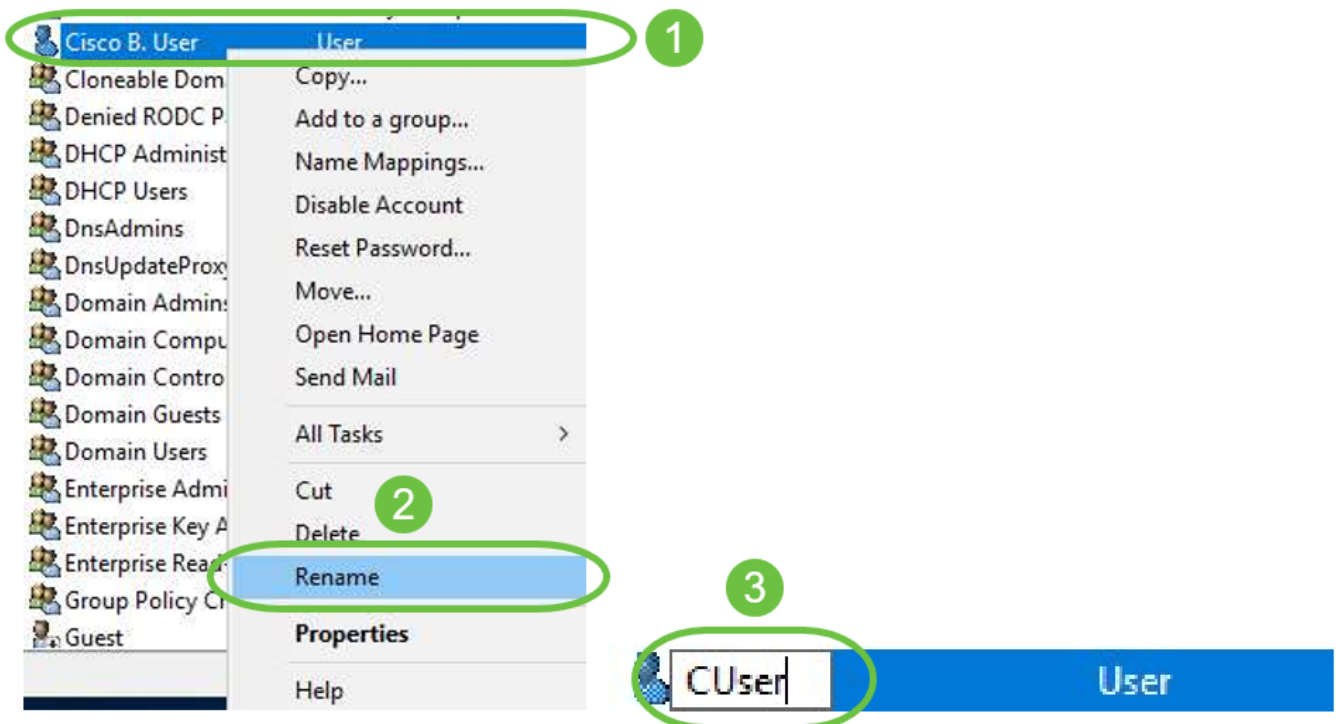 Cisco B. User User
1
Cloneable Dom
Denied RODC P
DHCP Administ
DHCP Users
DnsAdmins
DnsUpdateProxy
Domain Admins
Domain Compu
Domain Contro
Domain Guests
Domain Users
Enterprise Admi
Enterprise Key A
Enterprise Read-
Group Policy Cr
Guest
Copy...
Add to a group...
Name Mappings...
Disable Account
Reset Password...
Move...
Open Home Page
Send Mail
All Tasks >
Cut
2
Delete
Rename
Properties
Help
3
CUser User